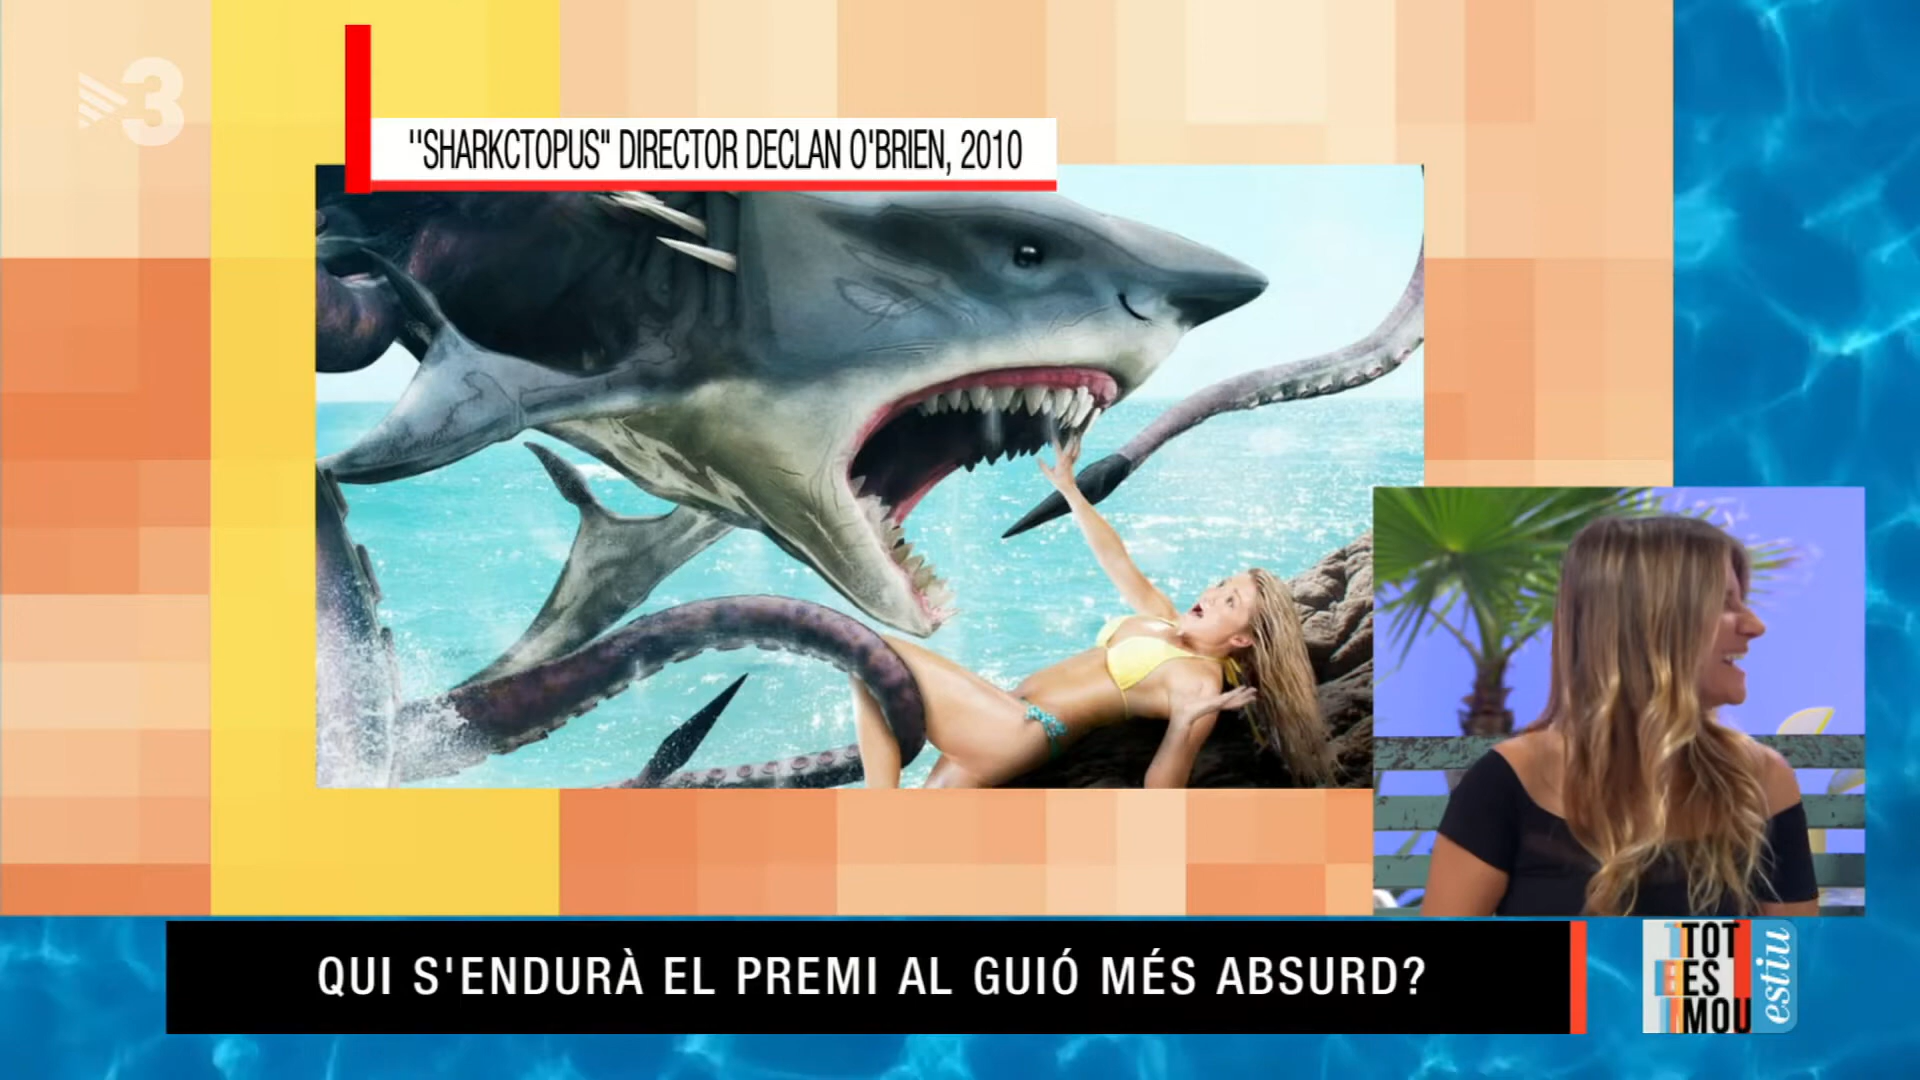 3
''SHARKCTOPUS" DIRECTOR DECLAN O'BRIEN, 2010
QUI S'ENDURÀ EL PREMI AL GUIÓ MÉS ABSURD?
TOT
ES
MOU
estiu